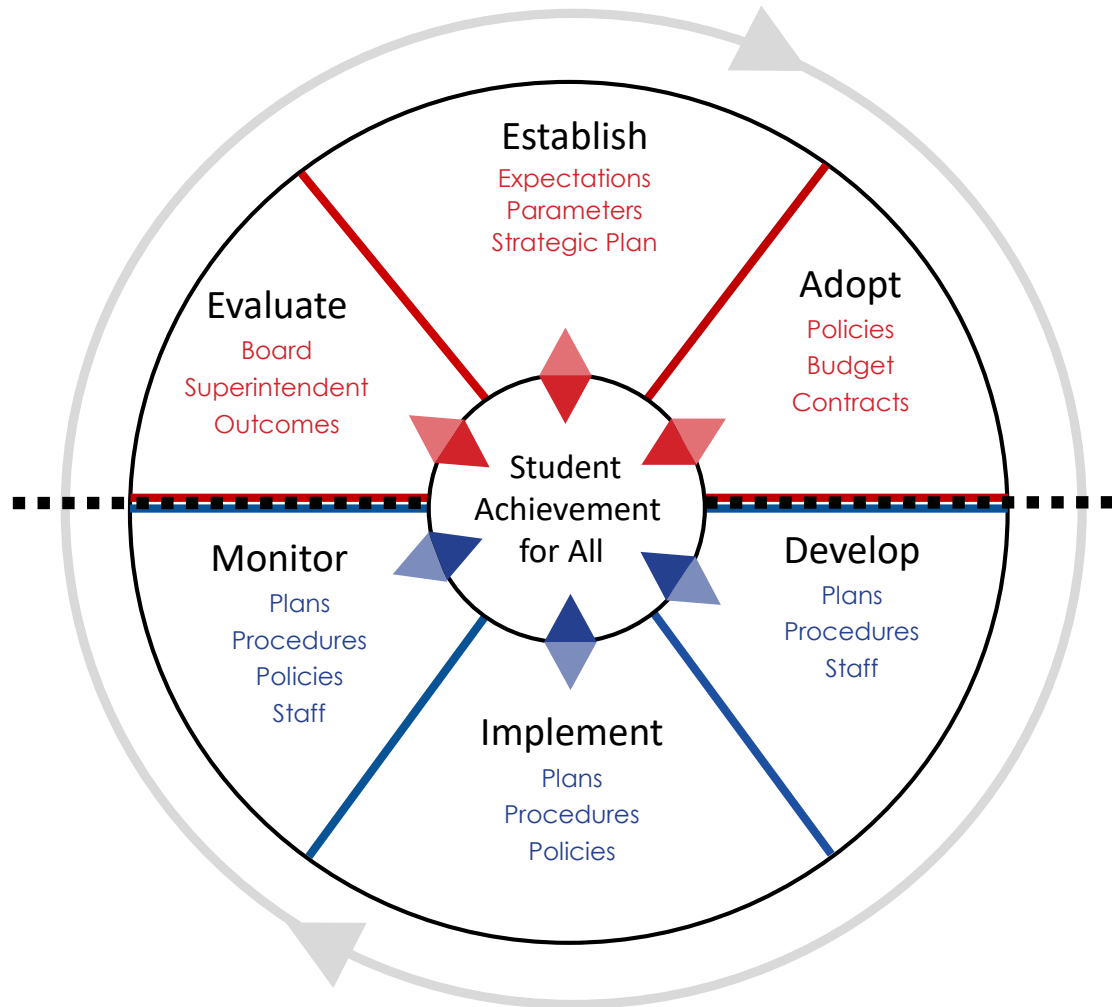 Establish
Expectations
Parameters
Strategic Plan
Adopt
Policies
Budget
Contracts
Evaluate
Board
Superintendent
Outcomes
Student
Achievement
for All
Develop
Plans
Procedures
Staff
Monitor
Plans
Procedures
Policies
Staff
Implement
Plans
Procedures
Policies